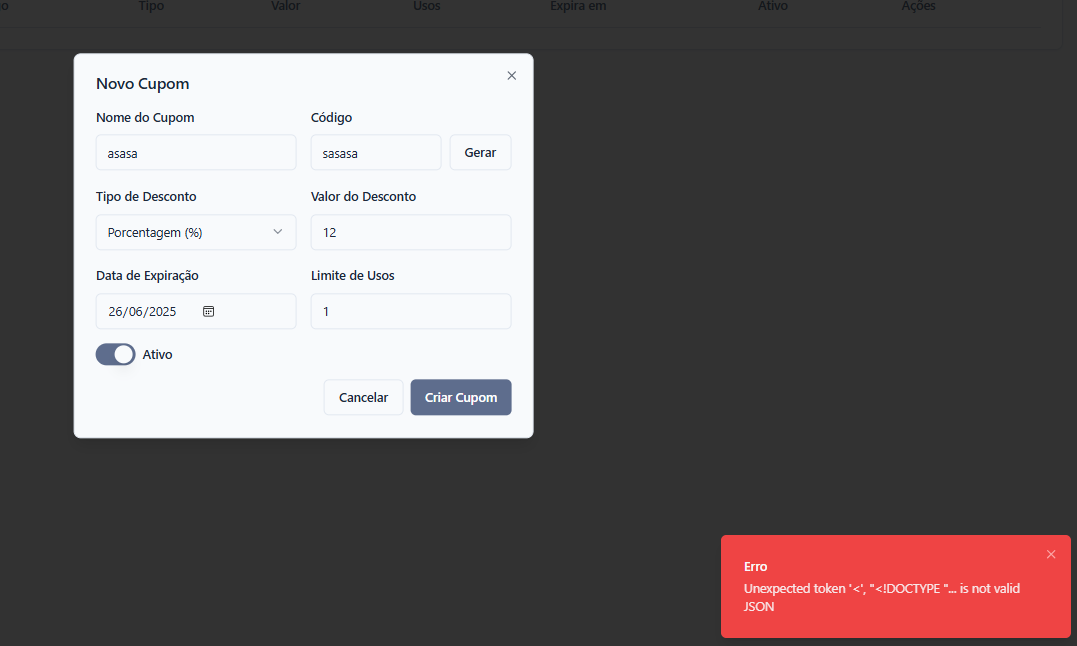 o Tipo Valor Usos Expira em Ativo Ações
Novo Cupom
Nome do Cupom Código
asasa sasasa Gerar
Tipo de Desconto Valor do Desconto
Porcentagem (%) 12
Data de Expiração Limite de Usos
26/06/2025 1
Ativo
Cancelar Criar Cupom
Erro
Unexpected token '<', "<!DOCTYPE "... is not valid
JSON